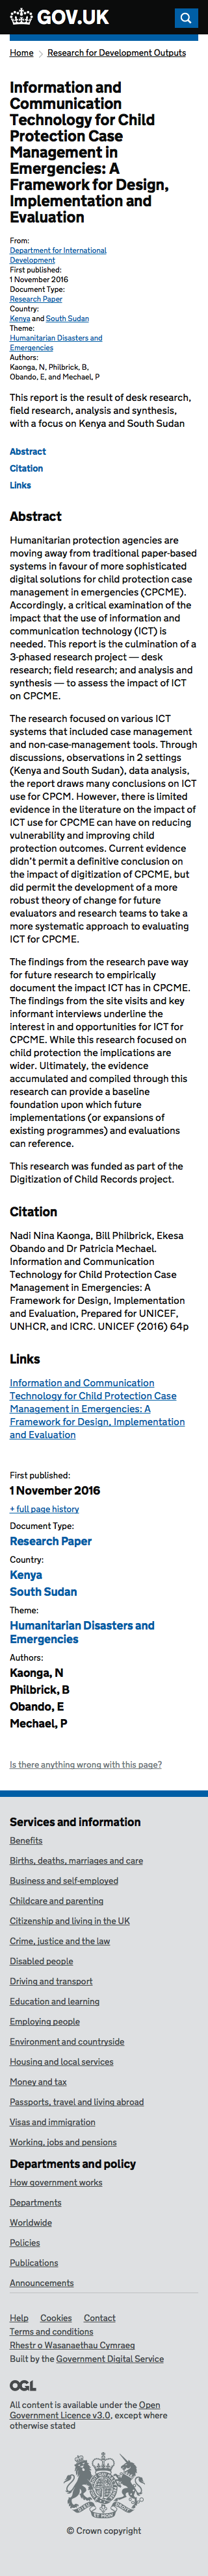 GOV.UK
Home
Research for Development Outputs
Information and
Communication
Technology for Child
Protection Case
Management in
Emergencies: A
Framework for Design,
Implementation and
Evaluation
From:
Department for International
Development
First published:
1 November 2016
Document Type:
Research Paper
Country:
Kenya and South Sudan
Theme:
Humanitarian Disasters and
Emergencies
Authors:
Kaonga, N, Philbrick, B,
Obando, E, and Mechael, P
This report is the result of desk research,
field research, analysis and synthesis,
with a focus on Kenya and South Sudan
Abstract
Citation
Links
Abstract
Humanitarian protection agencies are
moving away from traditional paper-based
systems in favour of more sophisticated
digital solutions for child protection case
management in emergencies (CPCME).
Accordingly, a critical examination of the
impact that the use of information and
communication technology (ICT) is
needed. This report is the culmination of a
3-phased research project — desk
research; field research; and analysis and
synthesis — to assess the impact of ICT
on CPCME.
The research focused on various ICT
systems that included case management
and non-case-management tools. Through
discussions, observations in 2 settings
(Kenya and South Sudan), data analysis,
the report draws many conclusions on ICT
use for CPCM. However, there is limited
evidence in the literature on the impact of
ICT use for CPCME can have on reducing
vulnerability and improving child
protection outcomes. Current evidence
didn't permit a definitive conclusion on
the impact of digitization of CPCME, but
did permit the development of a more
robust theory of change for future
evaluators and research teams to take a
more systematic approach to evaluating
ICT for CPCME.
The findings from the research pave way
for future research to empirically
document the impact ICT has in CPCME.
The findings from the site visits and key
informant interviews underline the
interest in and opportunities for ICT for
CPCME. While this research focused on
child protection the implications are
wider. Ultimately, the evidence
accumulated and compiled through this
research can provide a baseline
foundation upon which future
implementations (or expansions of
existing programmes) and evaluations
can reference.
This research was funded as part of the
Digitization of Child Records project.
Citation
Nadi Nina Kaonga, Bill Philbrick, Ekesa
Obando and Dr Patricia Mechael.
Information and Communication
Technology for Child Protection Case
Management in Emergencies: A
Framework for Design, Implementation
and Evaluation, Prepared for UNICEF,
UNHCR, and ICRC. UNICEF (2016) 64p
Links
Information and Communication
Technology for Child Protection Case
Management in Emergencies: A
Framework for Design, Implementation
and Evaluation
First published:
1 November 2016
+ full page history
Document Type:
Research Paper
Country:
Kenya
South Sudan
Theme:
Humanitarian Disasters and
Emergencies
Authors:
Kaonga, N
Philbrick, B
Obando, E
Mechael, P
Is there anything wrong with this page?
Services and information
Benefits
Births, deaths, marriages and care
Business and self-employed
Childcare and parenting
Citizenship and living in the UK
Crime, justice and the law
Disabled people
Driving and transport
Education and learning
Employing people
Environment and countryside
Housing and local services
Money and tax
Passports, travel and living abroad
Visas and immigration
Working, jobs and pensions
Departments and policy
How government works
Departments
Worldwide
Policies
Publications
Announcements
Help Cookies Contact
Terms and conditions
Rhestr o Wasanaethau Cymraeg
Built by the Government Digital Service
OGL
All content is available under the Open
Government Licence v3.0, except where
otherwise stated
© Crown copyright